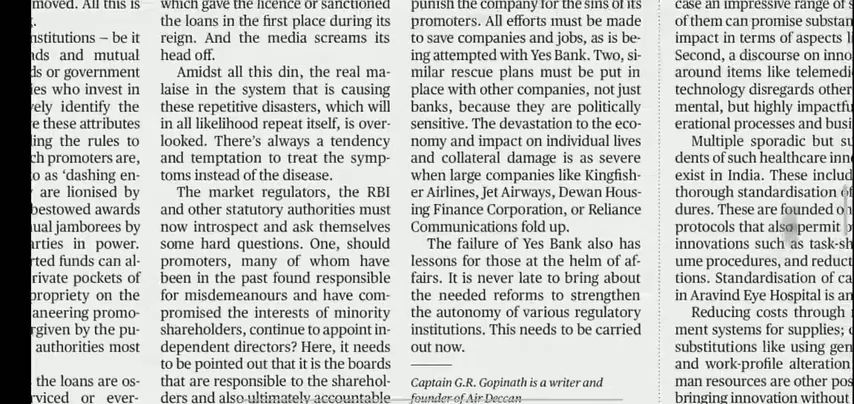 moved. All this is
g.
nstitutions – be it
ds and mutual
ds or government
ies who invest in
vely identify the
e these attributes
ling the rules to
ch promoters are,
o as ‘dashing en-
are lionised by
bestowed awards
ual jamborees by
arties in power.
rted funds can al-
rivate pockets of
propriety on the
aneering promo-
rgiven by the pu-
authorities most
the loans are os-
rviced or ever-
which gave the licence or sanctioned
the loans in the first place during its
reign. And the media screams its
head off.
Amidst all this din, the real ma-
laise in the system that is causing
these repetitive disasters, which will
in all likelihood repeat itself, is over-
looked. There’s always a tendency
and temptation to treat the symp-
toms instead of the disease.
The market regulators, the RBI
and other statutory authorities must
now introspect and ask themselves
some hard questions. One, should
promoters, many of whom have
been in the past found responsible
for misdemeanours and have com-
promised the interests of minority
shareholders, continue to appoint in-
dependent directors? Here, it needs
to be pointed out that it is the boards
that are responsible to the sharehol-
ders and also ultimately accountable
punish the company for the sins of its
promoters. All efforts must be made
to save companies and jobs, as is be-
ing attempted with Yes Bank. Two, si-
milar rescue plans must be put in
place with other companies, not just
banks, because they are politically
sensitive. The devastation to the eco-
nomy and impact on individual lives
and collateral damage is as severe
when large companies like Kingfish-
er Airlines, Jet Airways, Dewan Hous-
ing Finance Corporation, or Reliance
Communications fold up.
The failure of Yes Bank also has
lessons for those at the helm of af-
fairs. It is never late to bring about
the needed reforms to strengthen
the autonomy of various regulatory
institutions. This needs to be carried
out now.
Captain G.R. Gopinath is a writer and
founder of Air Deccan
case an impressive range of s
of them can promise substan
impact in terms of aspects l
Second, a discourse on inno
around items like telemedi
technology disregards other
mental, but highly impactfu
erational processes and busi
Multiple sporadic but su
dents of such healthcare inn
exist in India. These includ
thorough standardisation of
dures. These are founded on
protocols that also permit
innovations such as task-sh
ume procedures, and reduct
tions. Standardisation of ca
in Aravind Eye Hospital is an
Reducing costs through
ment systems for supplies;
substitutions like using gen
and work-profile alteration
man resources are other pos
bringing innovation without